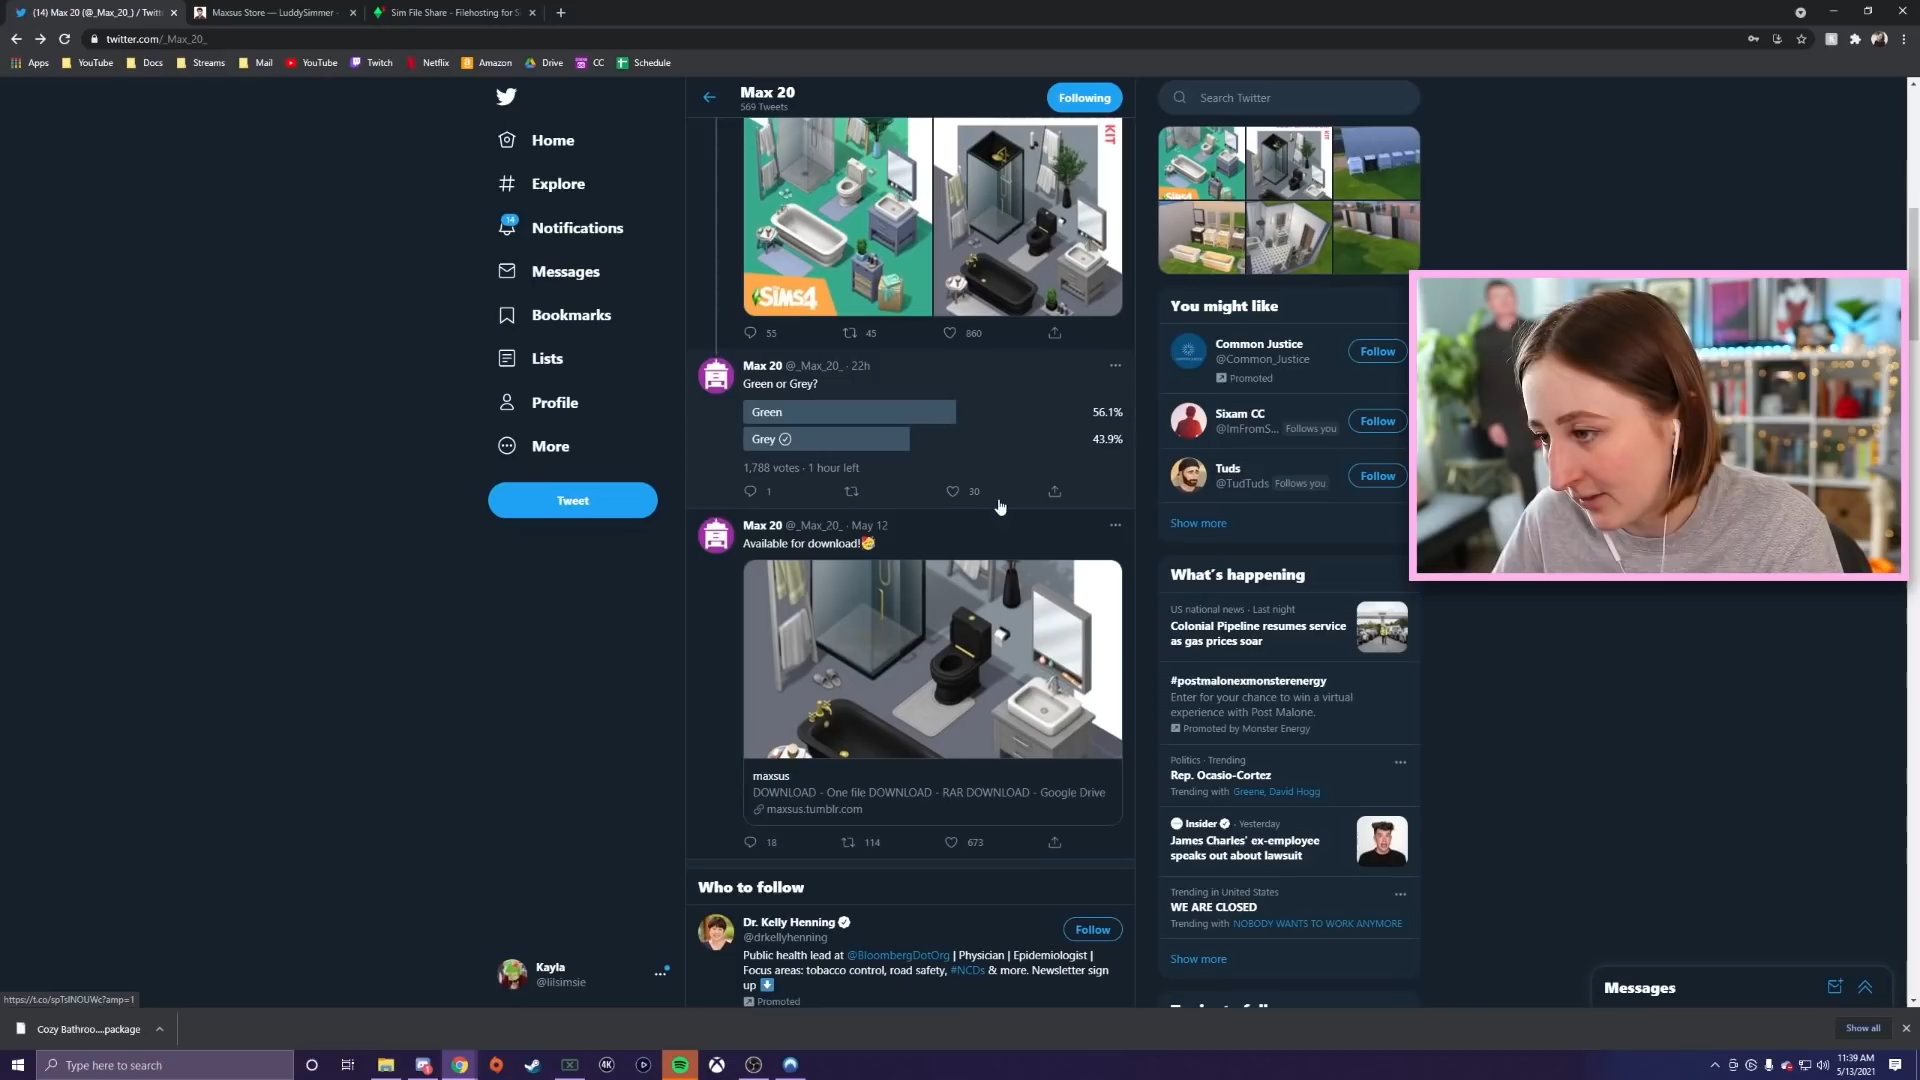 (14) Max 20 (@_Max_20_) / Twitt
Maxsus Store — LuddySimmer -
Sim File Share - Filehosting for S
twitter.com/_Max_20_
Apps
YouTube
Docs
Streams
Mail
YouTube
Twitch
Netflix
Amazon
Drive
CC
Schedule
Home
Explore
14
Notifications
Messages
Bookmarks
Lists
Profile
More
Tweet
Kayla
@lilsimsie
Max 20
569 Tweets
Following
KIT
SiMS4
55
45
860
Max 20 @_Max_20_ · 22h
Green or Grey?
Green
56.1%
Grey
43.9%
1,788 votes · 1 hour left
1
30
Max 20 @_Max_20_ · May 12
Available for download!
maxsus
DOWNLOAD - One file DOWNLOAD - RAR DOWNLOAD - Google Drive
maxsus.tumblr.com
18
114
673
Who to follow
Dr. Kelly Henning
@drkellyhenning
Follow
Public health lead at @BloombergDotOrg | Physician | Epidemiologist |
Focus areas: tobacco control, road safety, #NCDs & more. Newsletter sign
up
Promoted
Search Twitter
KIT
SiMS4
You might like
Common Justice
@Common_Justice
Promoted
Follow
Sixam CC
@ImFromS... Follows you
Follow
Tuds
@TudTuds Follows you
Follow
Show more
What's happening
US national news · Last night
Colonial Pipeline resumes service
as gas prices soar
#postmalonexmonsterenergy
Enter for your chance to win a virtual
experience with Post Malone.
Promoted by Monster Energy
Politics · Trending
Rep. Ocasio-Cortez
Trending with Greene, David Hogg
Insider · Yesterday
James Charles' ex-employee
speaks out about lawsuit
Trending in United States
WE ARE CLOSED
Trending with NOBODY WANTS TO WORK ANYMORE
Show more
Messages
https://t.co/spTsINOUWc?amp=1
Cozy Bathroo....package
Show all
Type here to search
4K
11:39 AM
5/13/2021